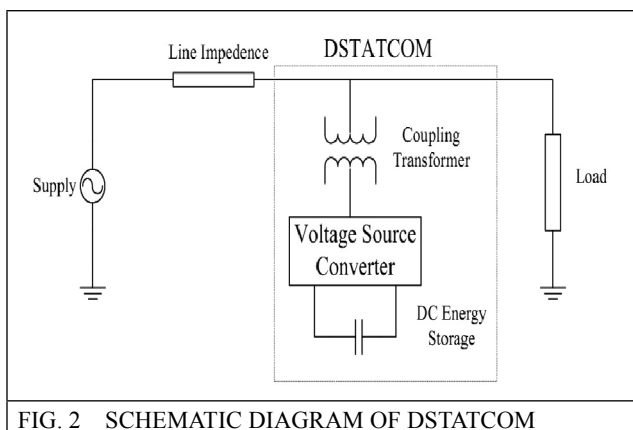 DSTATCOM
Line Impedence
Coupling
Transformer
Supply
Load
Voltage Source
Converter
DC Energy
Storage
FIG. 2 SCHEMATIC DIAGRAM OF DSTATCOM